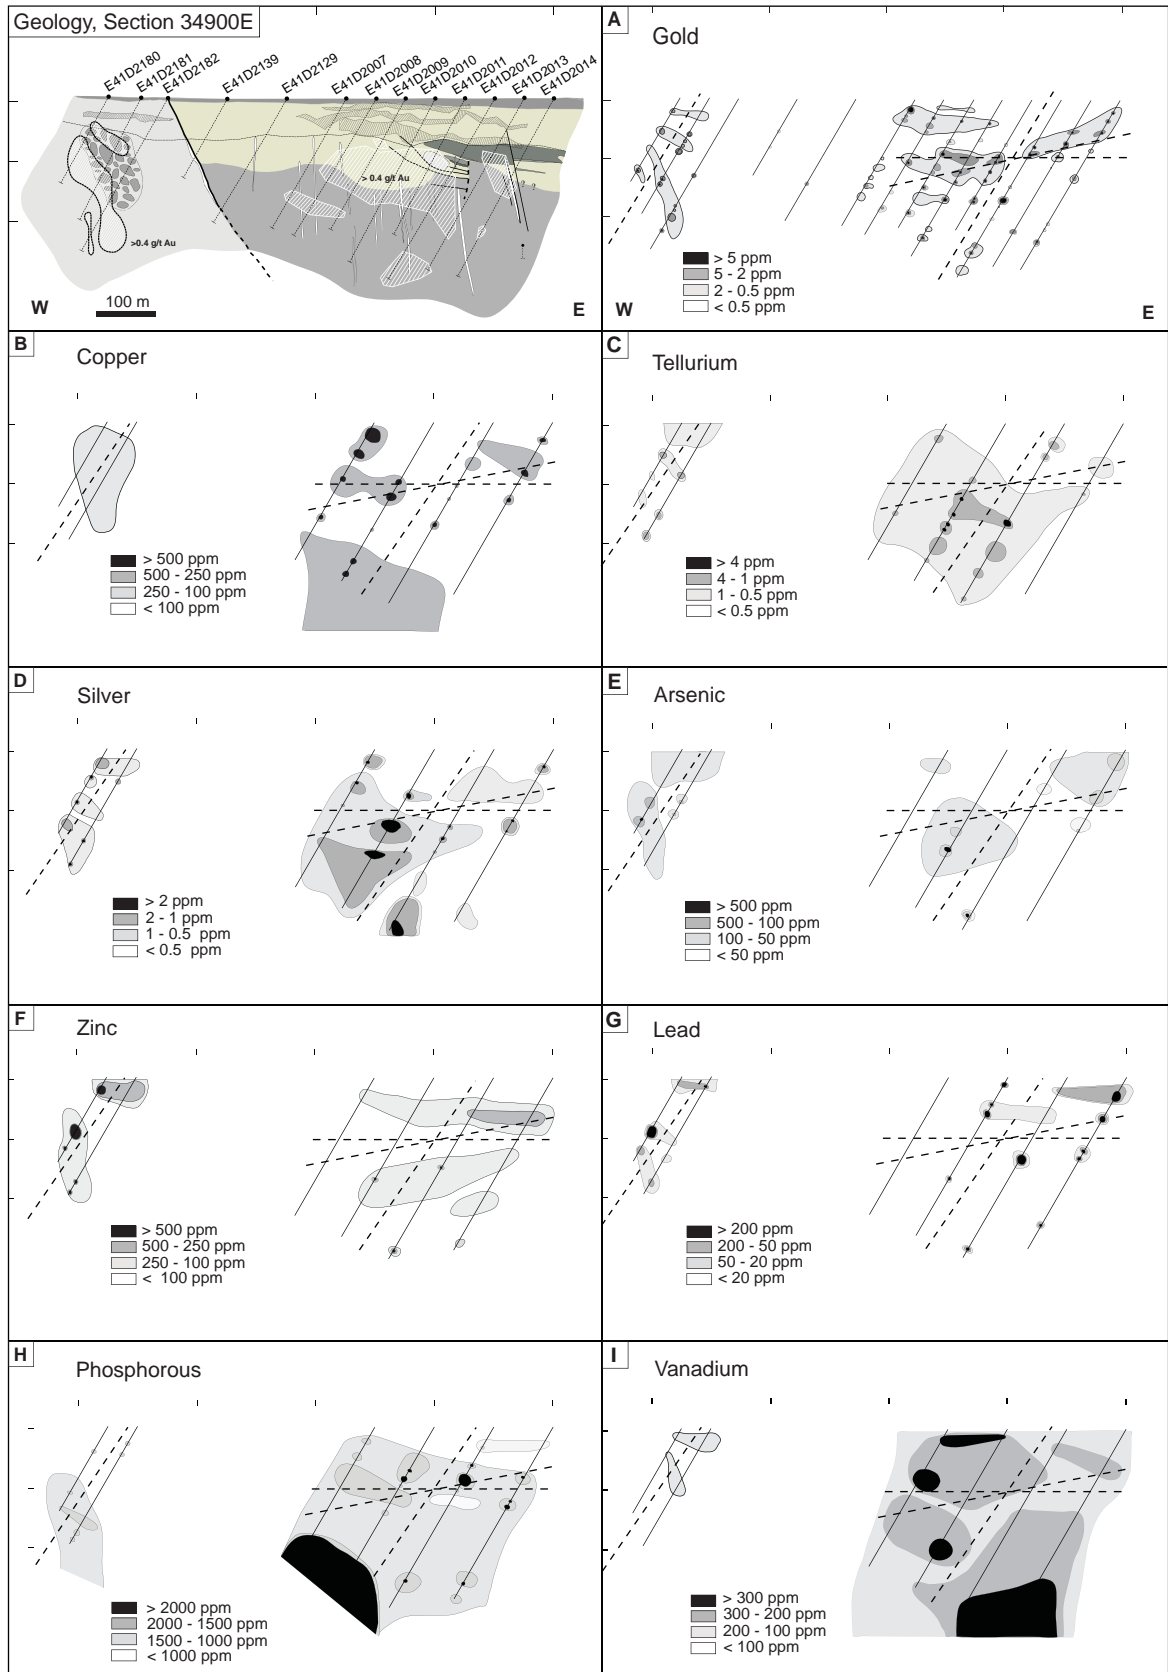 Geology, Section 34900E
E41D2180
E41D2181
E41D2182
E41D2139
E41D2129
E41D2007
E41D2008
E41D2009
E41D2010
E41D2011
E41D2012
E41D2013
E41D2014
> 0.4 g/t Au
>0.4 g/t Au
100 m
W
E
A
Gold
> 5 ppm
5 - 2 ppm
2 - 0.5 ppm
< 0.5 ppm
W
E
B
Copper
> 500 ppm
500 - 250 ppm
250 - 100 ppm
< 100 ppm
C
Tellurium
> 4 ppm
4 - 1 ppm
1 - 0.5 ppm
< 0.5 ppm
D
Silver
> 2 ppm
2 - 1 ppm
1 - 0.5 ppm
< 0.5 ppm
E
Arsenic
> 500 ppm
500 - 100 ppm
100 - 50 ppm
< 50 ppm
F
Zinc
> 500 ppm
500 - 250 ppm
250 - 100 ppm
< 100 ppm
G
Lead
> 200 ppm
200 - 50 ppm
50 - 20 ppm
< 20 ppm
H
Phosphorous
> 2000 ppm
2000 - 1500 ppm
1500 - 1000 ppm
< 1000 ppm
I
Vanadium
> 300 ppm
300 - 200 ppm
200 - 100 ppm
< 100 ppm